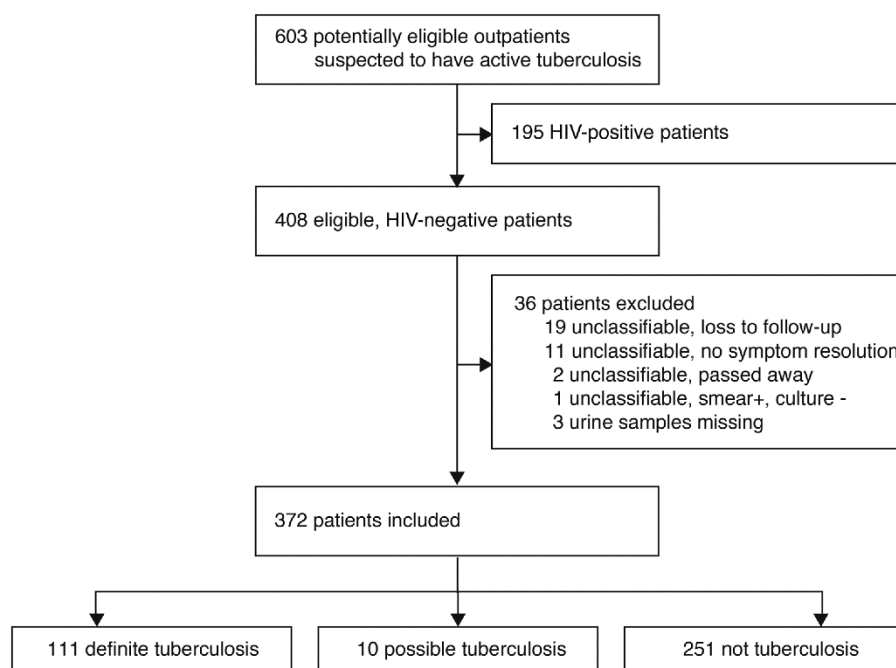 603 potentially eligible outpatients
suspected to have active tuberculosis
195 HIV-positive patients
408 eligible, HIV-negative patients
36 patients excluded
19 unclassifiable, loss to follow-up
11 unclassifiable, no symptom resolution
2 unclassifiable, passed away
1 unclassifiable, smear+, culture -
3 urine samples missing
372 patients included
111 definite tuberculosis
10 possible tuberculosis
251 not tuberculosis